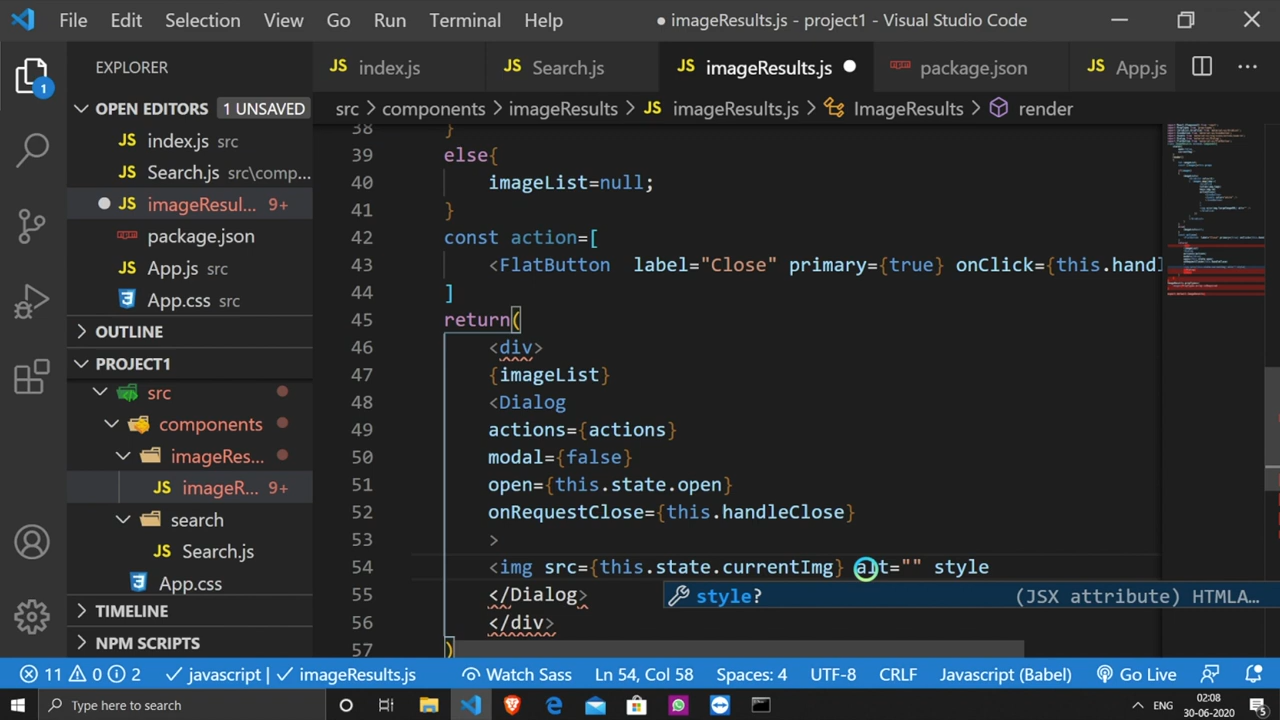 File Edit Selection View Go Run Terminal Help
● imageResults.js - project1 - Visual Studio Code
EXPLORER
JS index.js
JS Search.js
JS imageResults.js
package.json
JS App.js
OPEN EDITORS 1 UNSAVED
src > components > imageResults > JS imageResults.js > ImageResults > render
JS index.js src
JS Search.js src\comp...
JS imageResul... 9+
package.json
JS App.js src
App.css src
OUTLINE
PROJECT1
src
components
imageRes...
JS imageR... 9+
search
JS Search.js
App.css
TIMELINE
NPM SCRIPTS
1
38 }
39 else{
40 imageList=null;
41 }
42 const action=[
43 <FlatButton label="Close" primary={true} onClick={this.handl
44 ]
45 return(
46 <div>
47 {imageList}
48 <Dialog
49 actions={actions}
50 modal={false}
51 open={this.state.open}
52 onRequestClose={this.handleClose}
53 >
54 <img src={this.state.currentImg} alt="" style
style? (JSX attribute) HTMLA...
55 </Dialog>
56 </div>
57 )
11 0 2 javascript | imageResults.js Watch Sass Ln 54, Col 58 Spaces: 4 UTF-8 CRLF Javascript (Babel) Go Live
Type here to search
ENG
02:08
30-06-2020
5